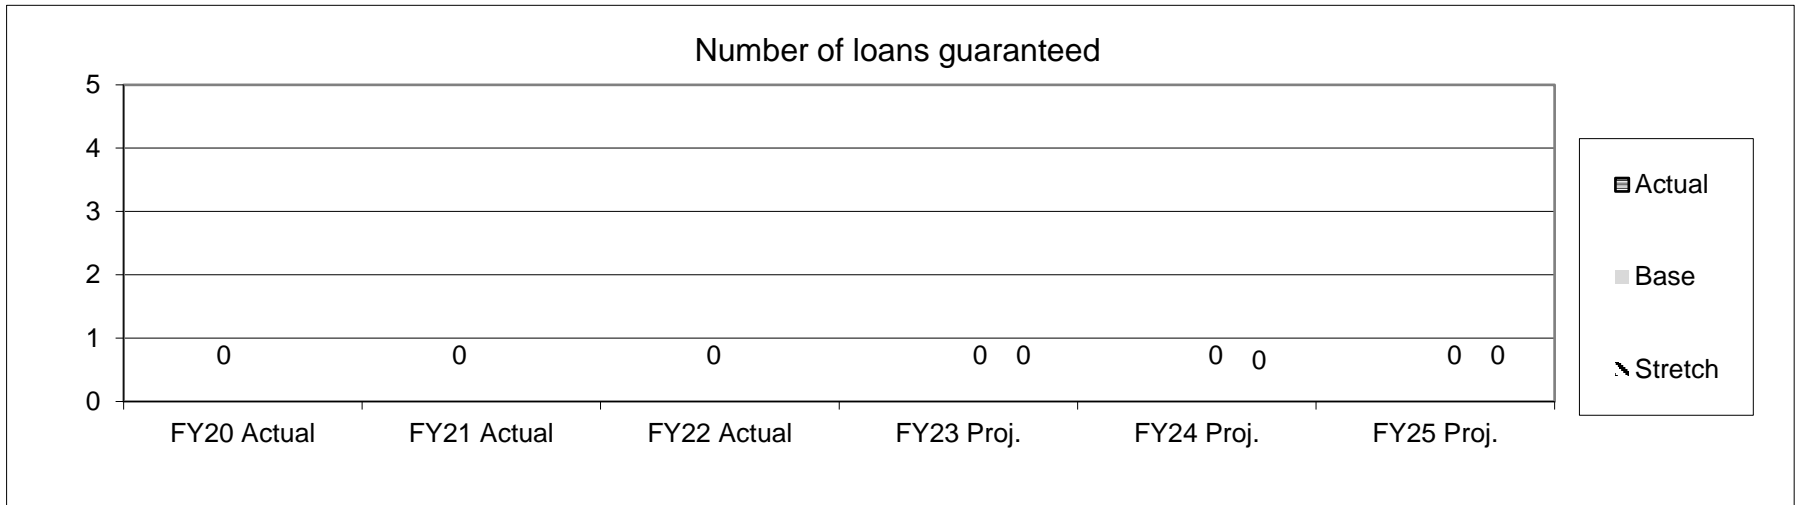 Number of loans guaranteed
5
4
3
2
1
0
0 0 0 0 0 0 0 0 0
FY20 Actual FY21 Actual FY22 Actual FY23 Proj. FY24 Proj. FY25 Proj.
Actual
Base
Stretch